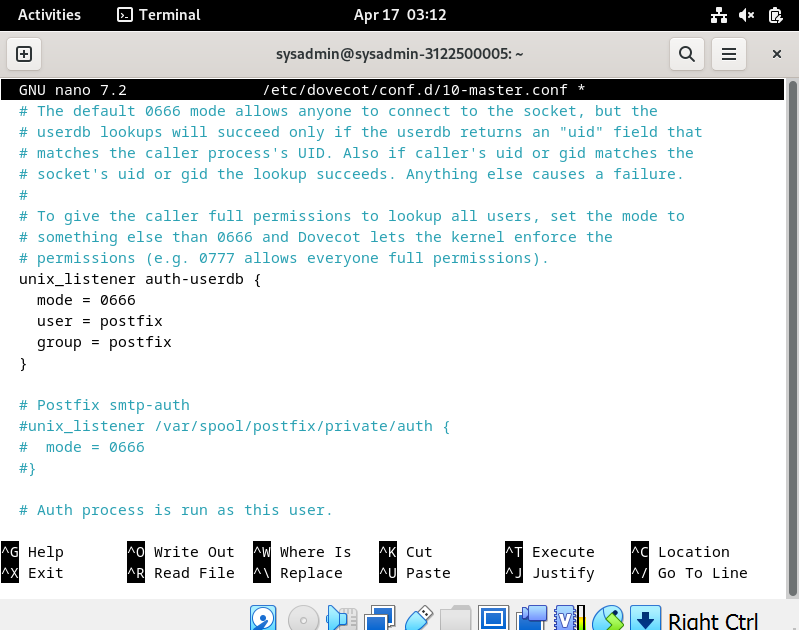 Activities Terminal Apr 17 03:12
sysadmin@sysadmin-3122500005: ~
GNU nano 7.2 /etc/dovecot/conf.d/10-master.conf *
# The default 0666 mode allows anyone to connect to the socket, but the
# userdb lookups will succeed only if the userdb returns an "uid" field that
# matches the caller process's UID. Also if caller's uid or gid matches the
# socket's uid or gid the lookup succeeds. Anything else causes a failure.
#
# To give the caller full permissions to lookup all users, set the mode to
# something else than 0666 and Dovecot lets the kernel enforce the
# permissions (e.g. 0777 allows everyone full permissions).
unix_listener auth-userdb {
mode = 0666
user = postfix
group = postfix
}
# Postfix smtp-auth
#unix_listener /var/spool/postfix/private/auth {
#  mode = 0666
#}
# Auth process is run as this user.
^G Help ^O Write Out ^W Where Is ^K Cut ^T Execute ^C Location
^X Exit ^R Read File ^\ Replace ^U Paste ^J Justify ^/ Go To Line
Right Ctrl